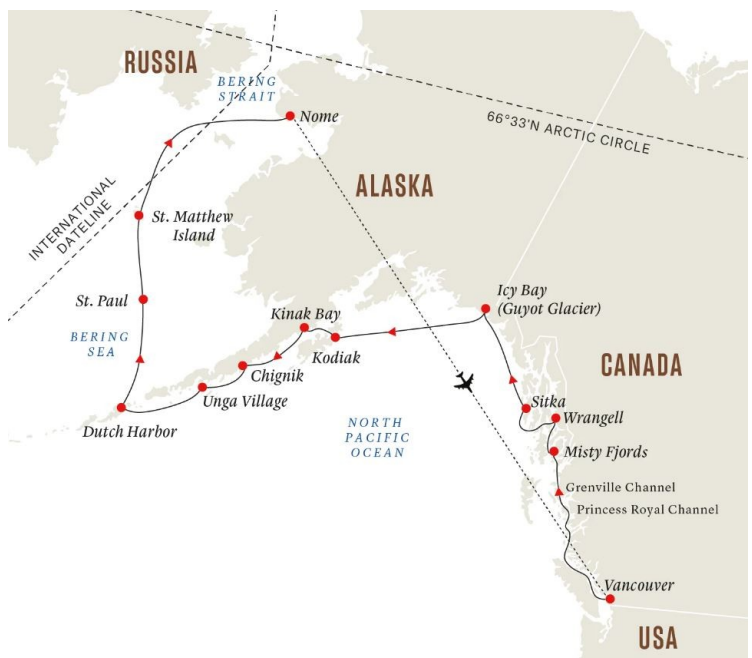 RUSSIA
BERING
STRAIT
Nome
66°33'N ARCTIC CIRCLE
ALASKA
INTERNATIONAL
DATELINE
St. Matthew
Island
St. Paul
BERING
SEA
Dutch Harbor
Unga Village
Chignik
Kinak Bay
Kodiak
Icy Bay
(Guyot Glacier)
CANADA
NORTH
PACIFIC
OCEAN
Sitka
Wrangell
Misty Fjords
Grenville Channel
Princess Royal Channel
Vancouver
USA